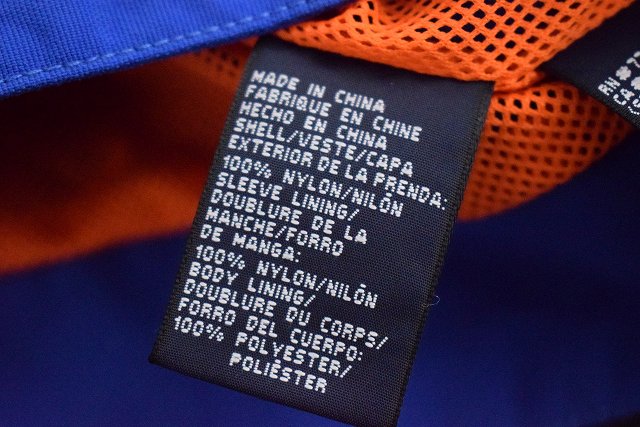 MADE IN CHINA
FABRIQUE EN CHINE
HECHO EN CHINA
SHELL/VESTE/CAPA
EXTERIOR DE LA PRENDA:
100% NYLON/NILÓN
SLEEVE LINING/
DOUBLURE DE LA
MANCHE/FORRO
DE MANGA:
100% NYLON/NILÓN
BODY LINING/
DOUBLURE DU CORPS/
FORRO DEL CUERPO:
100% POLYESTER/
POLIÉSTER
RN